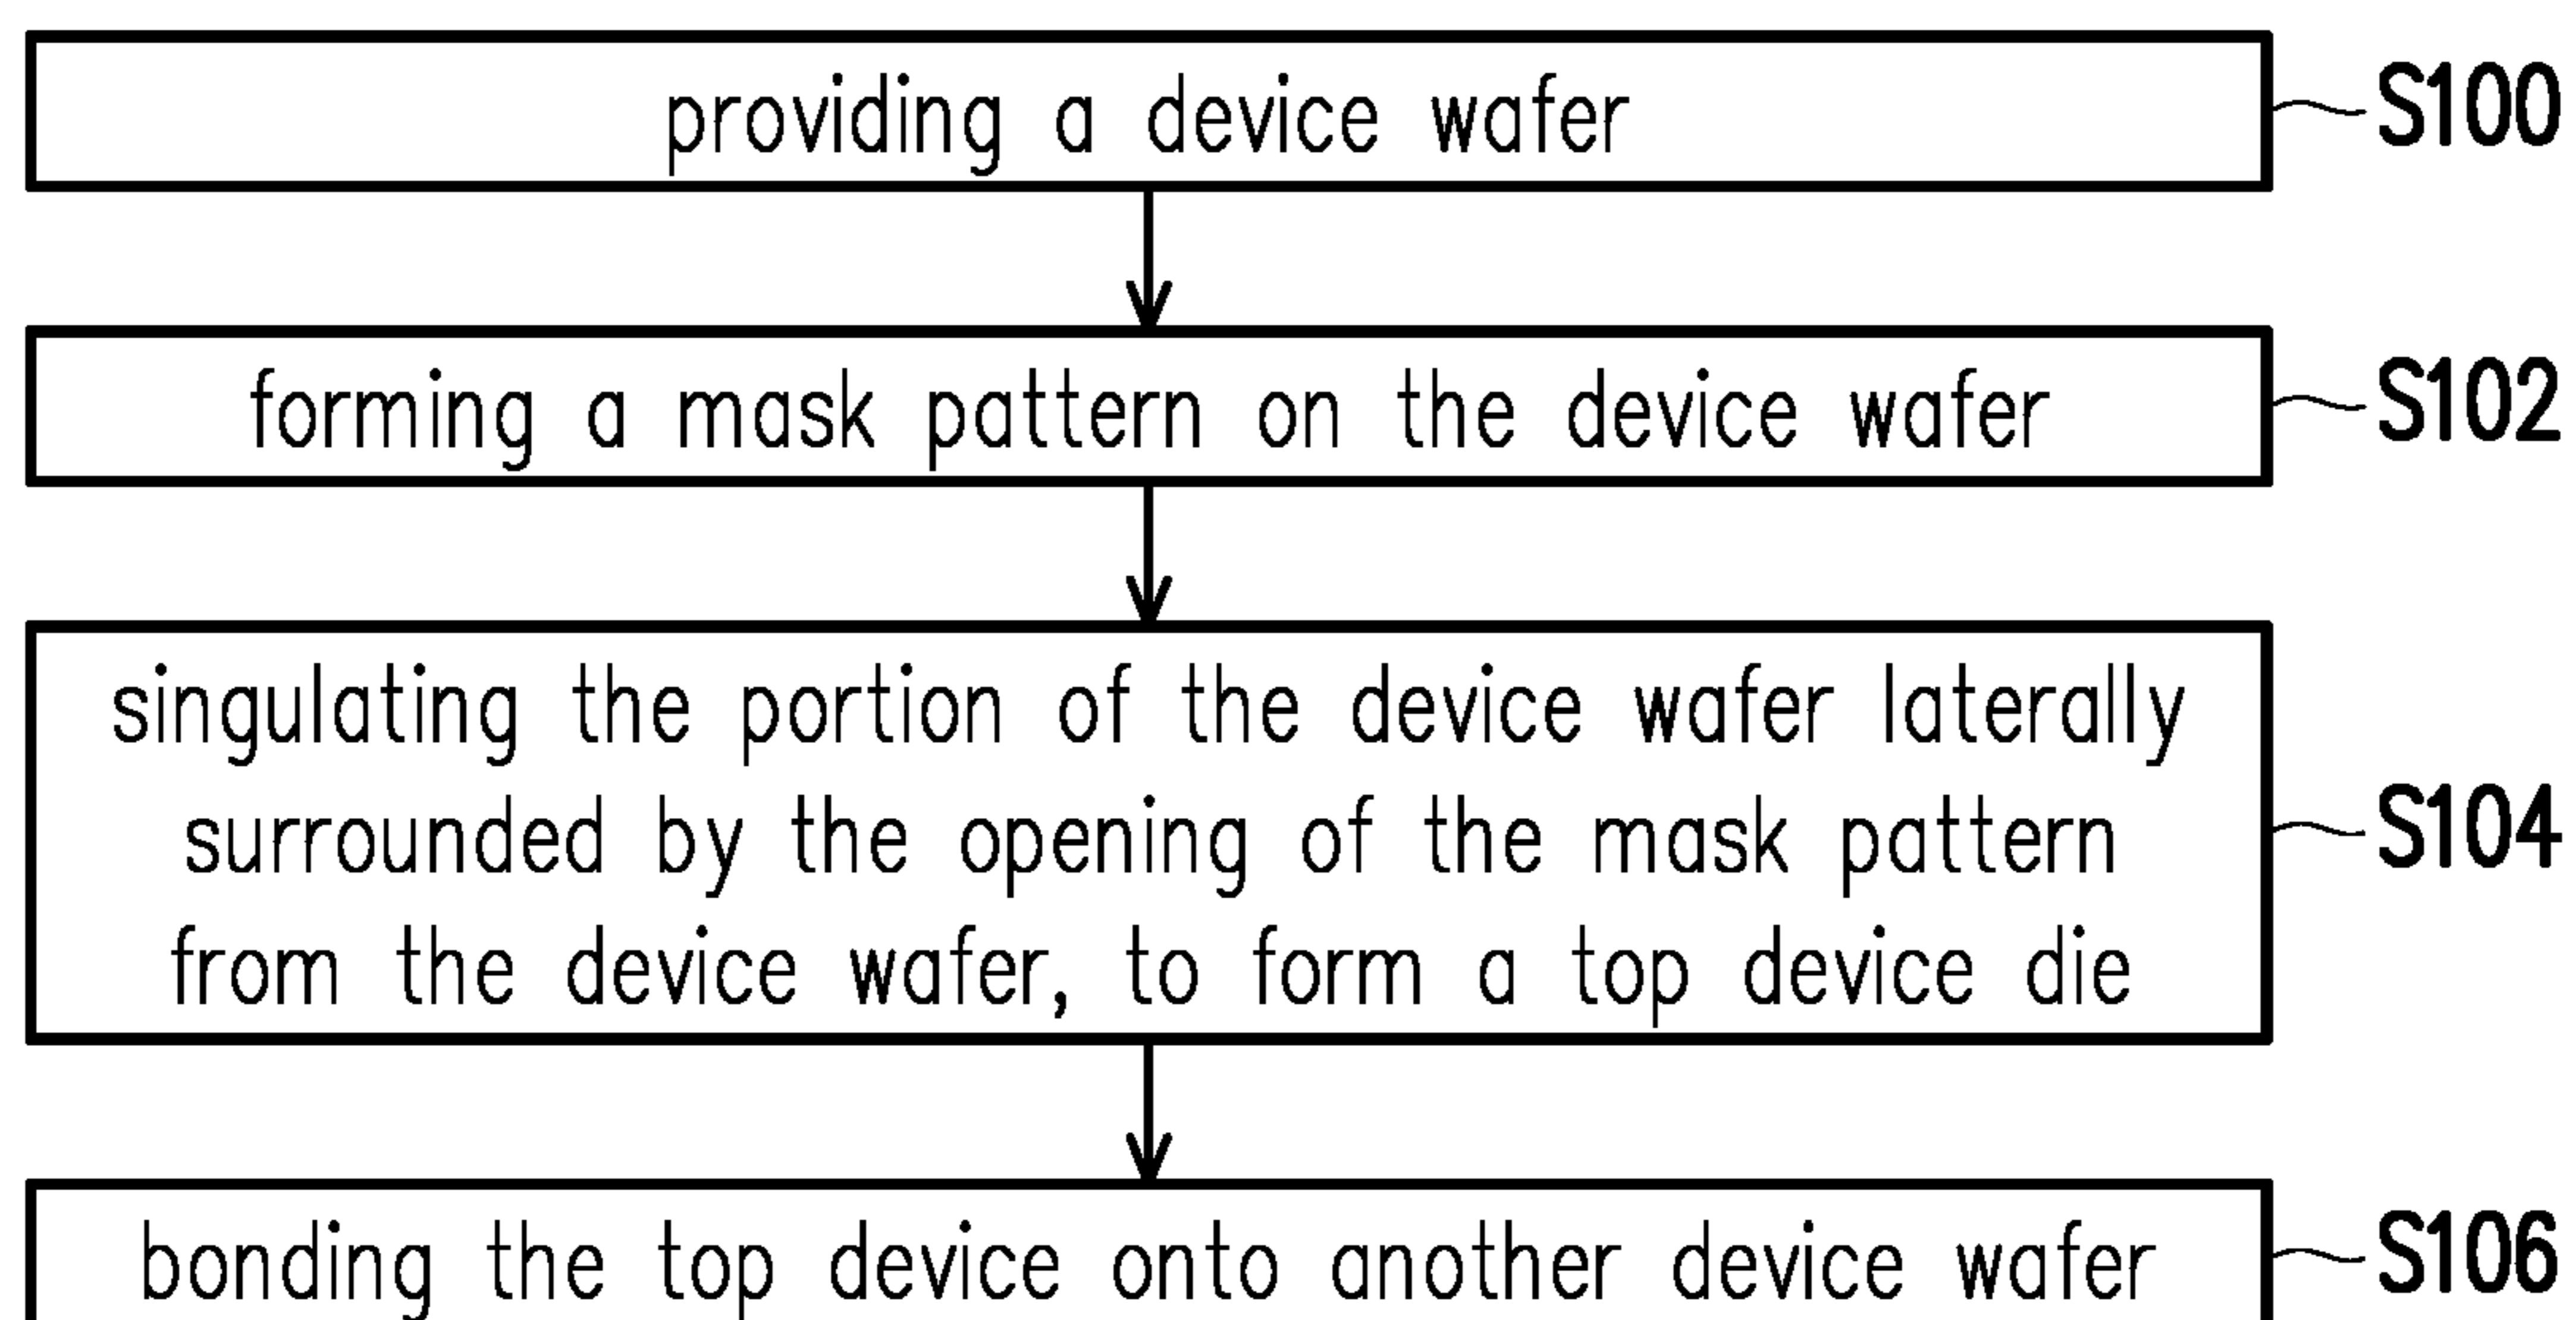 providing a device wafer
S100
forming a mask pattern on the device wafer
S102
singulating the portion of the device wafer laterally
surrounded by the opening of the mask pattern
from the device wafer, to form a top device die
S104
bonding the top device onto another device wafer
S106